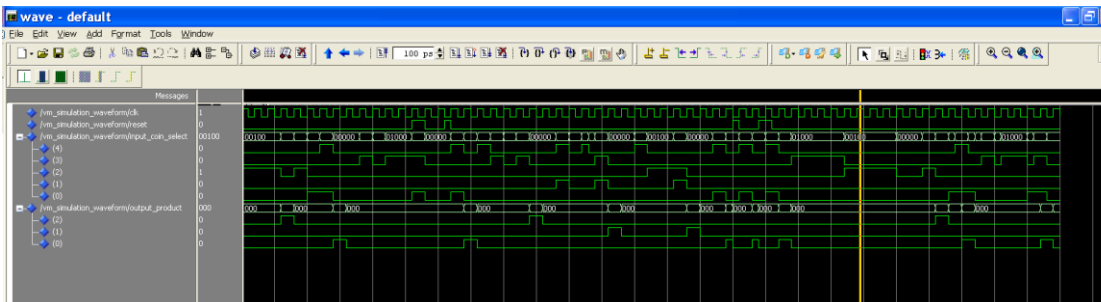 wave - default
File Edit View Add Format Tools Window
100 ps
Messages
/vm_simulation_waveform/clk 1
/vm_simulation_waveform/reset 0
/vm_simulation_waveform/input_coin_select 00100 00100 00000 01000 00000 00000 00000 00100 00000 01000 00100 00000 01000
(4) 0
(3) 0
(2) 1
(1) 0
(0) 0
/vm_simulation_waveform/output_product 000 000 000 000 000 000 000 000 000 000 000 000
(2) 0
(1) 0
(0) 0